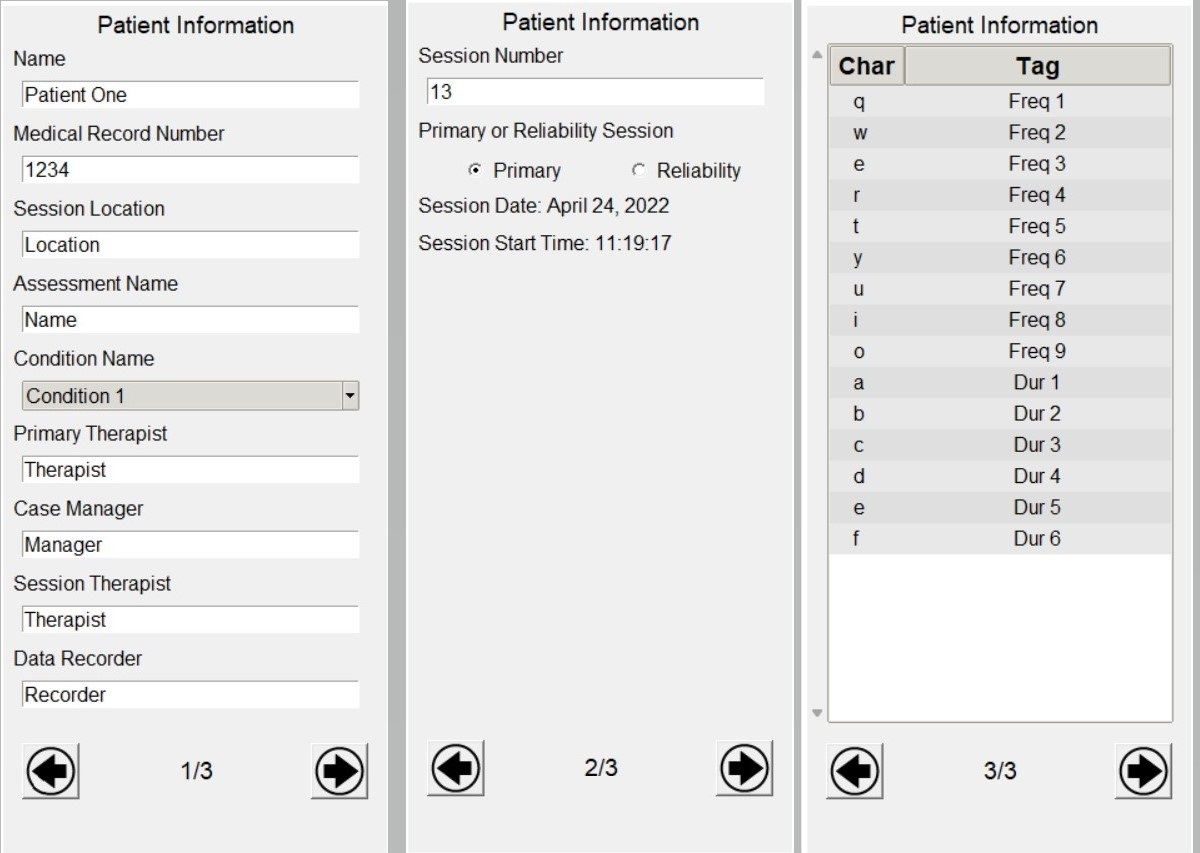 Patient Information
Name
Patient One
Medical Record Number
1234
Session Location
Location
Assessment Name
Name
Condition Name
Condition 1
Primary Therapist
Therapist
Case Manager
Manager
Session Therapist
Therapist
Data Recorder
Recorder
1/3
Patient Information
Session Number
13
Primary or Reliability Session
Primary Reliability
Session Date: April 24, 2022
Session Start Time: 11:19:17
2/3
Patient Information
Char Tag
q Freq 1
w Freq 2
e Freq 3
r Freq 4
t Freq 5
y Freq 6
u Freq 7
i Freq 8
o Freq 9
a Dur 1
b Dur 2
c Dur 3
d Dur 4
e Dur 5
f Dur 6
3/3